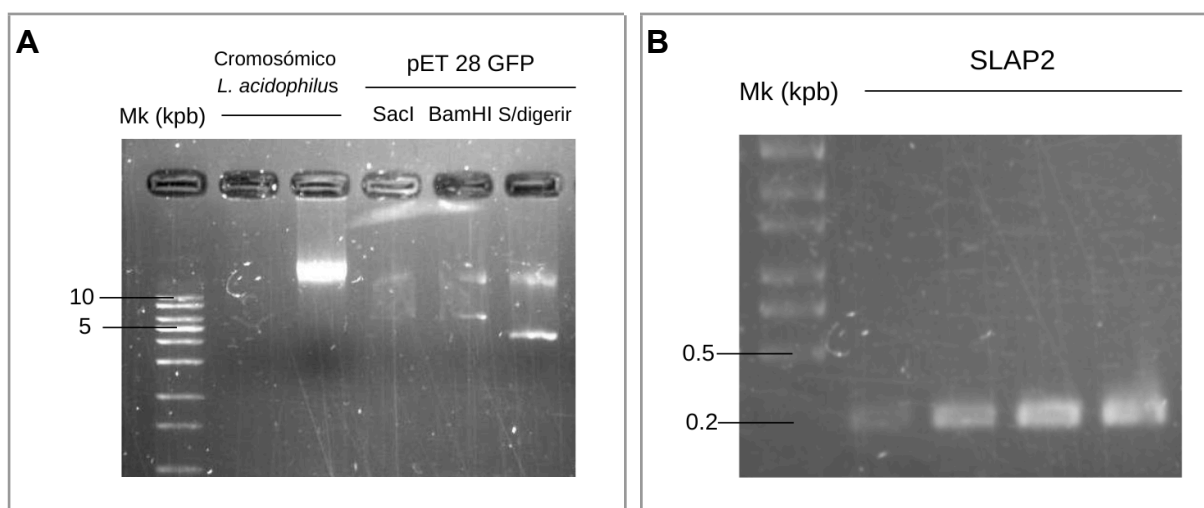 A
Cromosómico
L. acidophilus
pET 28 GFP
Mk (kpb)
SacI BamHI S/digerir
10
5
B
SLAP2
Mk (kpb)
0.5
0.2